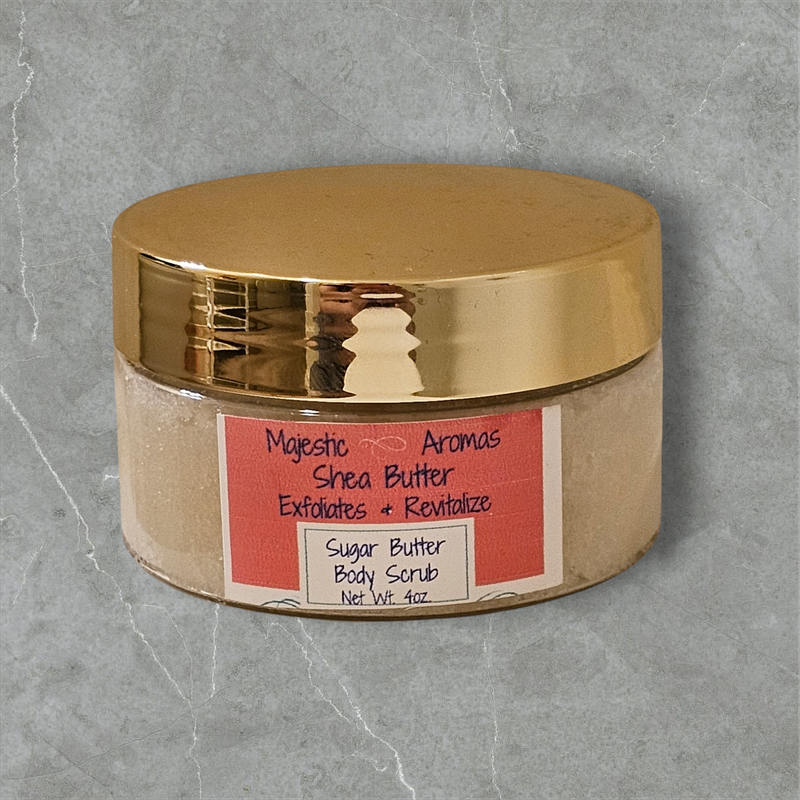 Majestic Aromas
Shea Butter
Exfoliates & Revitalize
Sugar Butter
Body Scrub
Net Wt. 4oz.